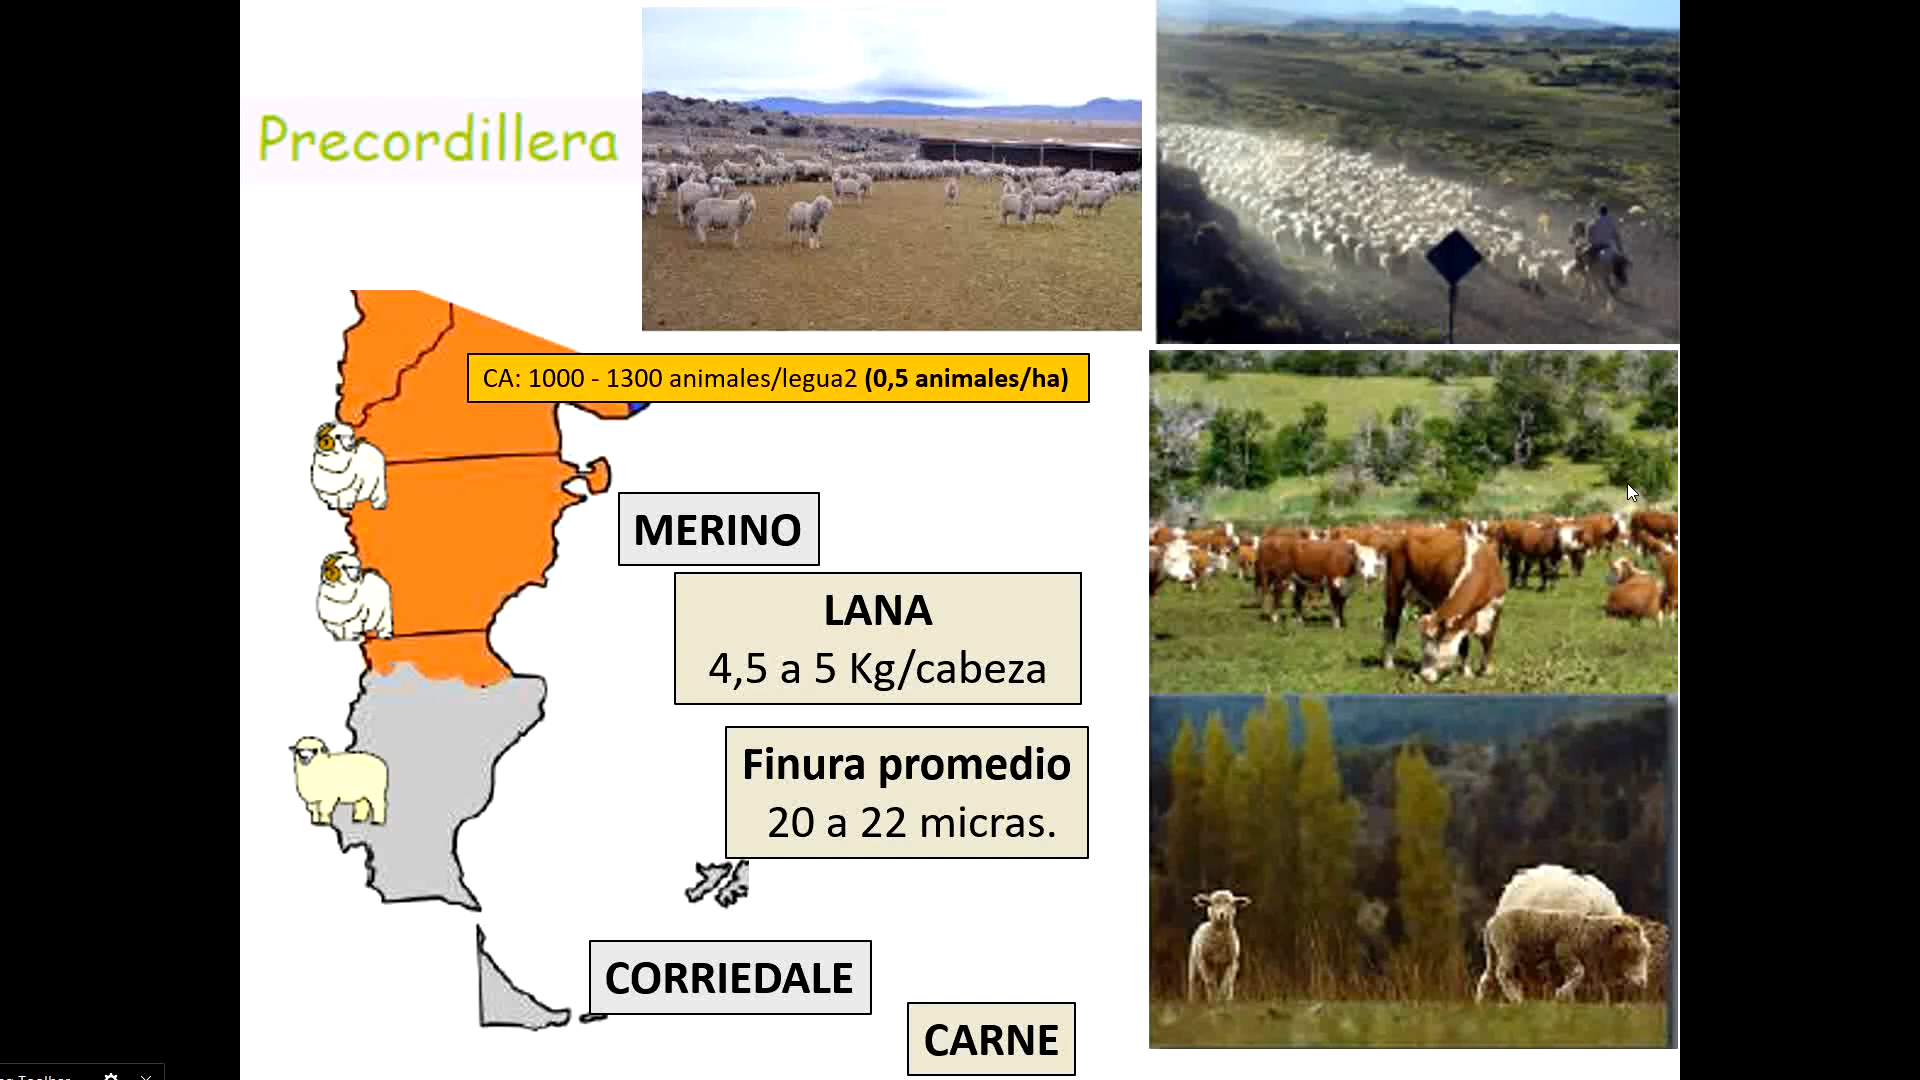 Precordillera
CA: 1000 - 1300 animales/legua2 (0,5 animales/ha)
MERINO
LANA
4,5 a 5 Kg/cabeza
Finura promedio
20 a 22 micras.
CORRIEDALE
CARNE